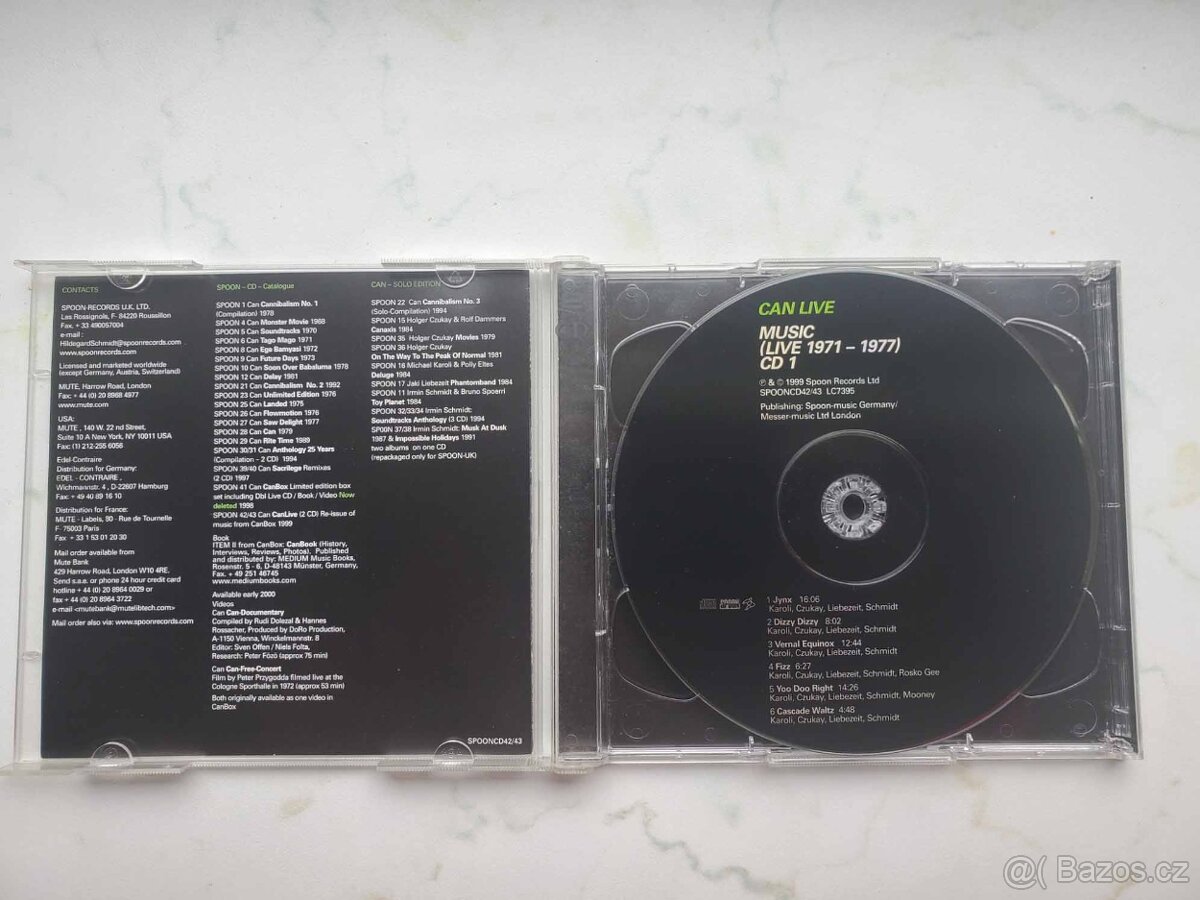 CONTACTS
SPOON-RECORDS U.K. LTD.
Les Rossignols, F- 84220 Roussillon
Fax. + 33 490057004
e-mail:
HildegardSchmidt@spoonrecords.com
www.spoonrecords.com
Licensed and marketed worldwide
(except Germany, Austria, Switzerland)
MUTE, Harrow Road, London
Fax: + 44 (0) 20 8968 4977
www.mute.com
USA:
MUTE, 140 W. 22 nd Street,
Suite 10 A New York, NY 10011 USA
Fax: (1) 212-255 6056
Edel-Contraire
Distribution for Germany:
EDEL - CONTRAIRE,
Wichmannstr. 4, D-22607 Hamburg
Fax: + 49 40 89 16 10
Distribution for France:
MUTE - Labels, 90 - Rue de Tournelle
F- 75003 Paris
Fax + 33 1 53 01 20 30
Mail order available from
Mute Bank
429 Harrow Road, London W10 4RE.
Send s.a.e. or phone 24 hour credit card
hotline + 44 (0) 20 8964 0029 or
fax + 44 (0) 20 8964 3722
e-mail <mutebank@mutelibtech.com>
Mail order also via: www.spoonrecords.com
SPOON – CD – Catalogue
SPOON 1 Can Cannibalism No. 1
(Compilation) 1978
SPOON 4 Can Monster Movie 1968
SPOON 5 Can Soundtracks 1970
SPOON 6 Can Tago Mago 1971
SPOON 8 Can Ege Bamyasi 1972
SPOON 9 Can Future Days 1973
SPOON 10 Can Soon Over Babaluma 1978
SPOON 12 Can Delay 1981
SPOON 21 Can Cannibalism No. 2 1992
SPOON 23 Can Unlimited Edition 1976
SPOON 25 Can Landed 1975
SPOON 26 Can Flowmotion 1976
SPOON 27 Can Saw Delight 1977
SPOON 28 Can Can 1979
SPOON 29 Can Rite Time 1989
SPOON 30/31 Can Anthology 25 Years
(Compilation – 2 CD) 1994
SPOON 39/40 Can Sacrilege Remixes
(2 CD) 1997
SPOON 41 Can CanBox Limited edition box
set including Dbl Live CD / Book / Video Now
deleted 1998
SPOON 42/43 Can CanLive (2 CD) Re-issue of
music from CanBox 1999
Book
ITEM II from CanBox: CanBook (History,
Interviews, Reviews, Photos). Published
and distributed by: MEDIUM Music Books,
Rosenstr. 5 - 6, D-48143 Münster, Germany,
Fax. + 49 251 46745
www.mediumbooks.com
Available early 2000
Videos
Can Can-Documentary
Compiled by Rudi Dolezal & Hannes
Rossacher, Produced by DoRo Production,
A-1150 Vienna, Winckelmannstr. 8
Editor: Sven Offen / Niels Folta,
Research: Peter Fözö (approx 75 min)
Can Can-Free-Concert
Film by Peter Przygodda filmed live at the
Cologne Sporthalle in 1972 (approx 53 min)
Both originally available as one video in
CanBox
CAN – SOLO EDITION
SPOON 22 Can Cannibalism No. 3
(Solo-Compilation) 1994
SPOON 15 Holger Czukay & Rolf Dammers
Canaxis 1984
SPOON 35 Holger Czukay Movies 1979
SPOON 36 Holger Czukay
On The Way To The Peak Of Normal 1981
SPOON 16 Michael Karoli & Polly Eltes
Deluge 1984
SPOON 17 Jaki Liebezeit Phantomband 1984
SPOON 11 Irmin Schmidt & Bruno Spoerri
Toy Planet 1984
SPOON 32/33/34 Irmin Schmidt:
Soundtracks Anthology (3 CD) 1994
SPOON 37/38 Irmin Schmidt: Musk At Dusk
1987 & Impossible Holidays 1991
two albums on one CD
(repackaged only for SPOON-UK)
SPOONCD42/43
CAN LIVE
MUSIC
(LIVE 1971 – 1977)
CD 1
℗ & © 1999 Spoon Records Ltd
SPOONCD42/43 LC7395
Publishing: Spoon-music Germany/
Messer-music Ltd London
1 Jynx 16:06
Karoli, Czukay, Liebezeit, Schmidt
2 Dizzy Dizzy 8:02
Karoli, Czukay, Liebezeit, Schmidt
3 Vernal Equinox 12:44
Karoli, Czukay, Liebezeit, Schmidt
4 Fizz 6:27
Karoli, Czukay, Liebezeit, Schmidt, Rosko Gee
5 Yoo Doo Right 14:26
Karoli, Czukay, Liebezeit, Schmidt, Mooney
6 Cascade Waltz 4:48
Karoli, Czukay, Liebezeit, Schmidt
@( Bazos.cz